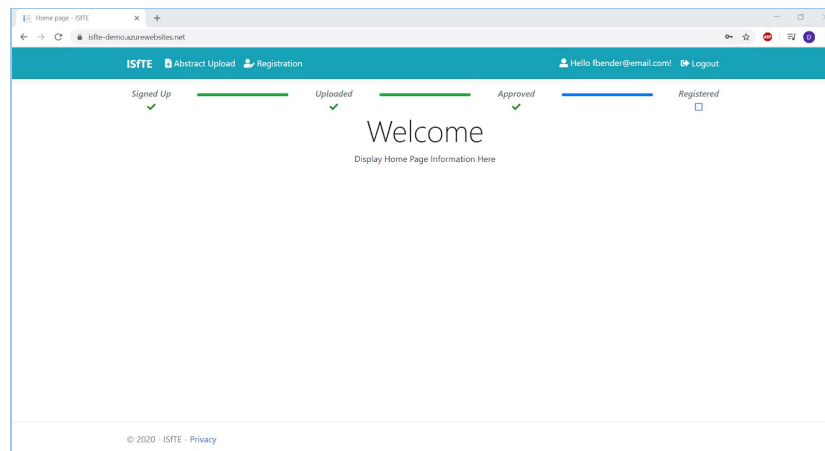 Home page - ISfTE
isfte-demo.azurewebsites.net
ABP
D
ISfTE Abstract Upload Registration Hello fbender@email.com! Logout
Signed Up Uploaded Approved Registered
Welcome
Display Home Page Information Here
© 2020 - ISfTE - Privacy